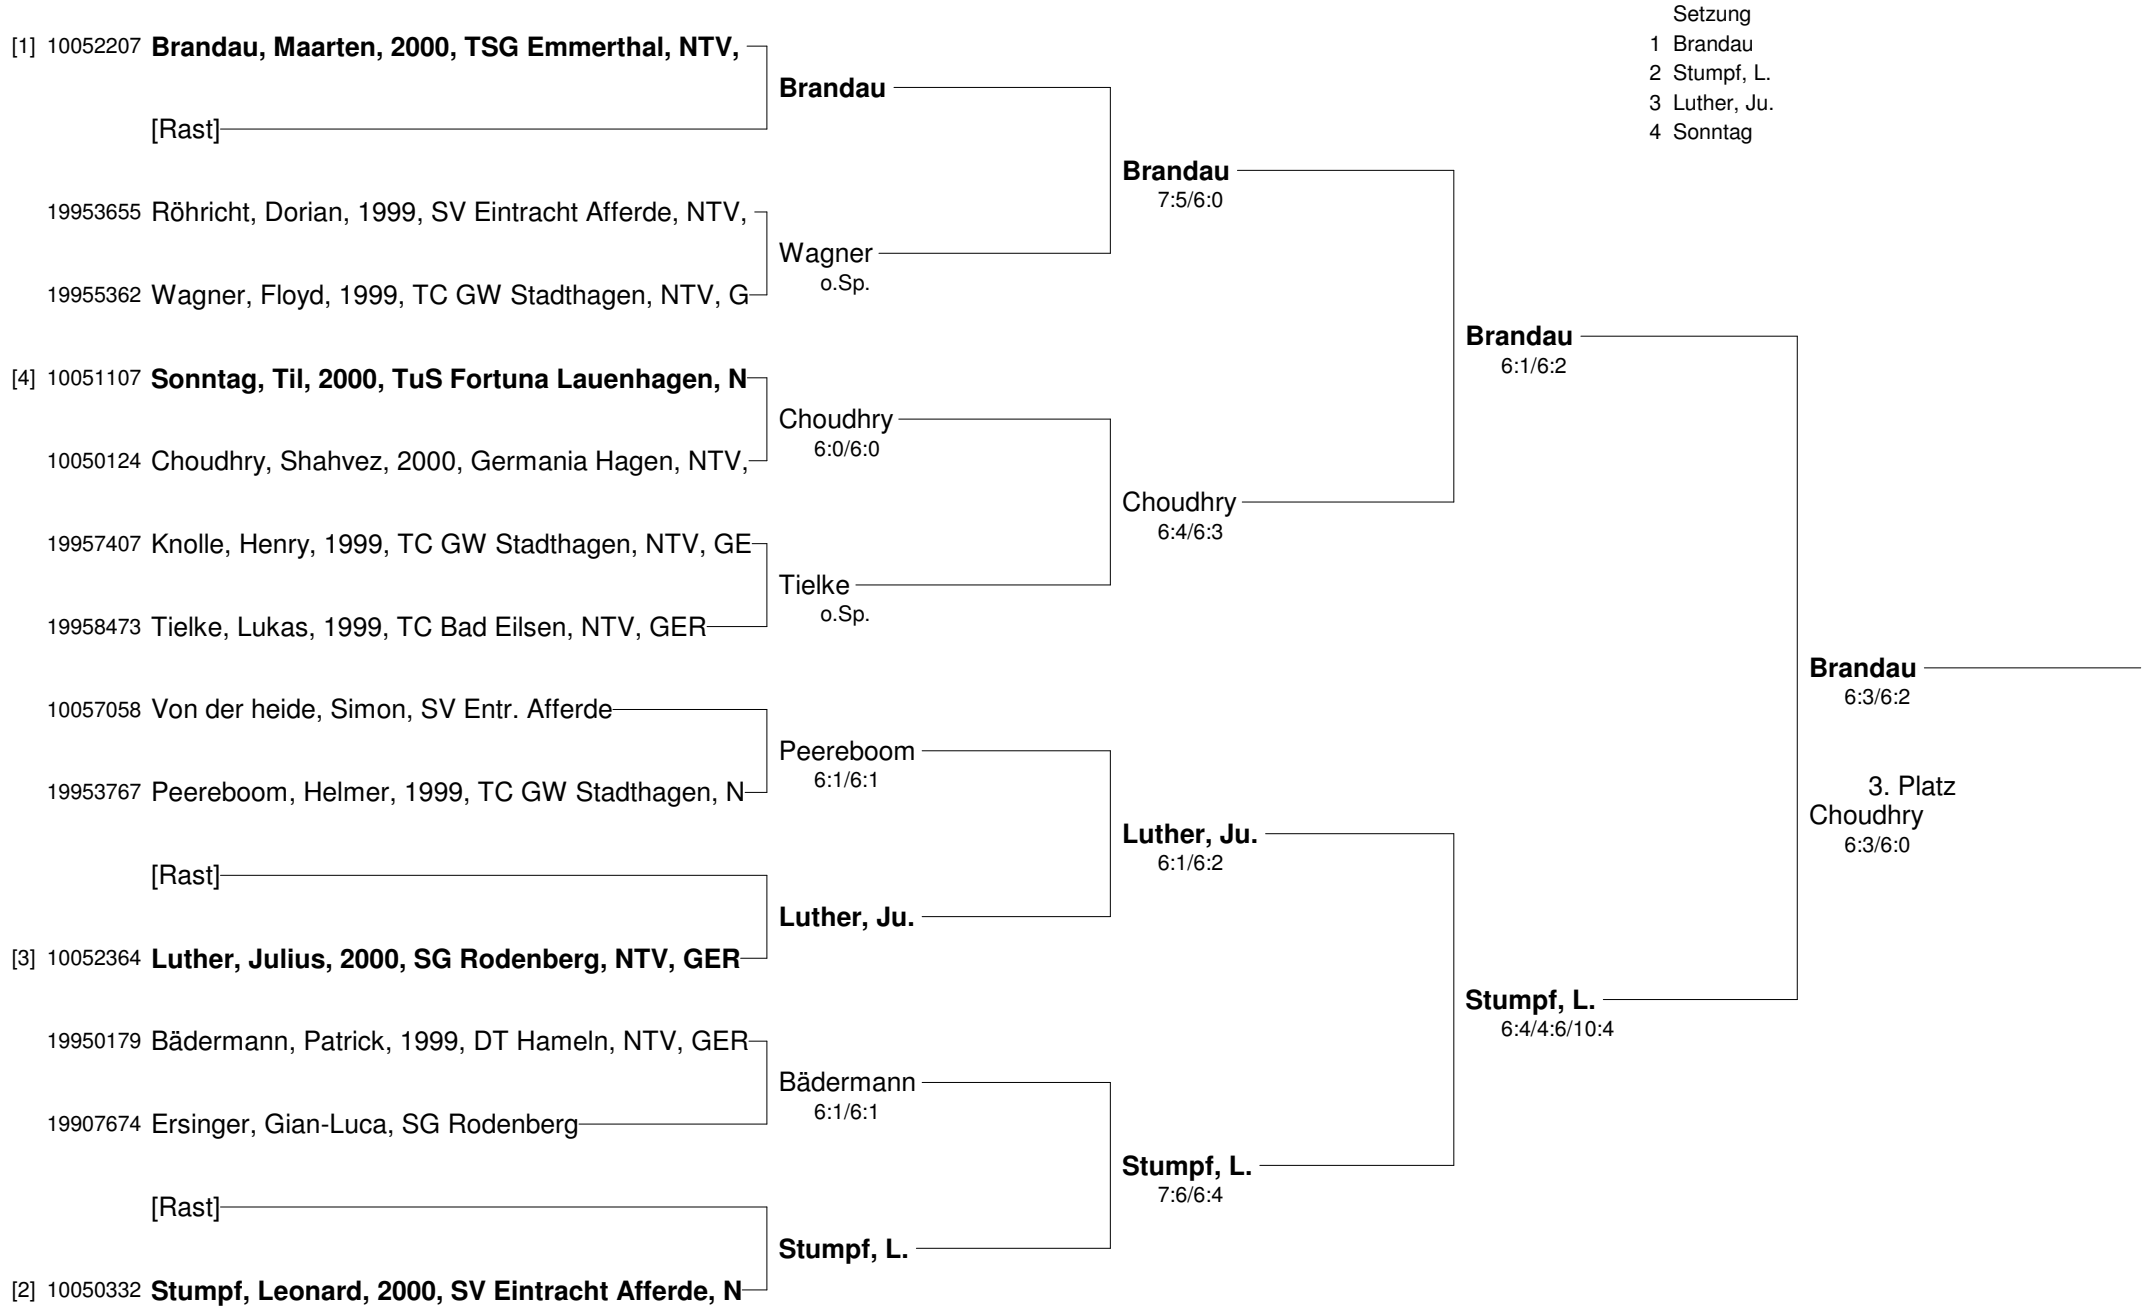 Setzung
1 Brandau
2 Stumpf, L.
3 Luther, Ju.
4 Sonntag
[1] 10052207 Brandau, Maarten, 2000, TSG Emmerthal, NTV,
[Rast]
19953655 Röhricht, Dorian, 1999, SV Eintracht Afferde, NTV,
19955362 Wagner, Floyd, 1999, TC GW Stadthagen, NTV, G
[4] 10051107 Sonntag, Til, 2000, TuS Fortuna Lauenhagen, N
10050124 Choudhry, Shahvez, 2000, Germania Hagen, NTV,
19957407 Knolle, Henry, 1999, TC GW Stadthagen, NTV, GE
19958473 Tielke, Lukas, 1999, TC Bad Eilsen, NTV, GER
10057058 Von der heide, Simon, SV Entr. Afferde
19953767 Peereboom, Helmer, 1999, TC GW Stadthagen, N
[Rast]
[3] 10052364 Luther, Julius, 2000, SG Rodenberg, NTV, GER
19950179 Bädermann, Patrick, 1999, DT Hameln, NTV, GER
19907674 Ersinger, Gian-Luca, SG Rodenberg
[Rast]
[2] 10050332 Stumpf, Leonard, 2000, SV Eintracht Afferde, N
Brandau
Wagner
o.Sp.
Choudhry
6:0/6:0
Tielke
o.Sp.
Peereboom
6:1/6:1
Luther, Ju.
Bädermann
6:1/6:1
Stumpf, L.
Brandau
7:5/6:0
Choudhry
6:4/6:3
Luther, Ju.
6:1/6:2
Stumpf, L.
7:6/6:4
Brandau
6:1/6:2
Stumpf, L.
6:4/4:6/10:4
Brandau
6:3/6:2
3. Platz
Choudhry
6:3/6:0